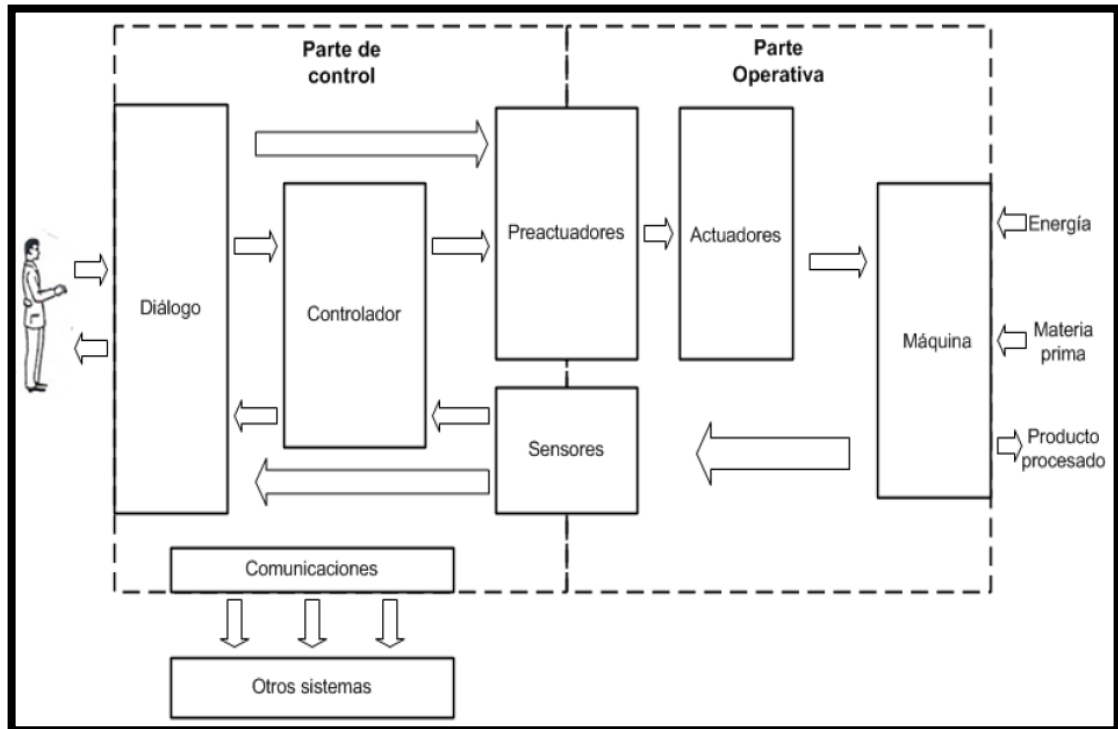 Parte de
control
Parte
Operativa
Diálogo
Controlador
Preactuadores
Actuadores
Máquina
Sensores
Energía
Materia
prima
Producto
procesado
Comunicaciones
Otros sistemas